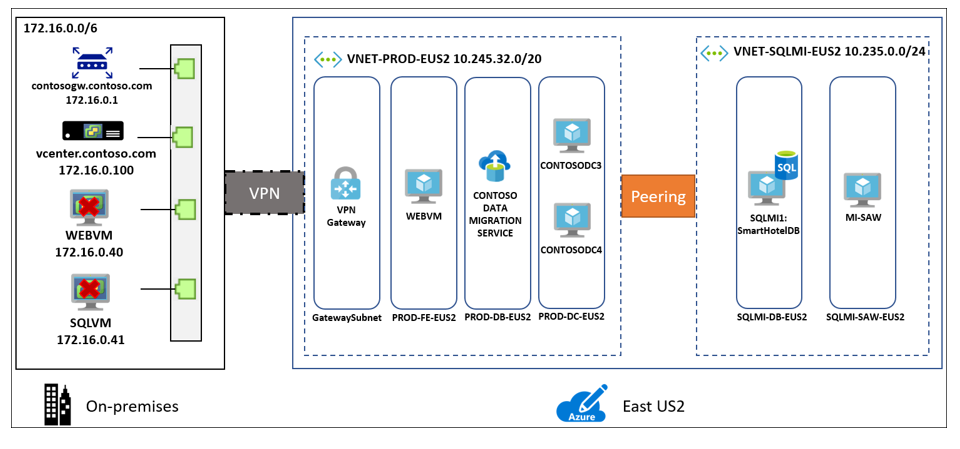 172.16.0.0/6
contosogw.contoso.com
172.16.0.1
vcenter.contoso.com
172.16.0.100
WEBVM
172.16.0.40
SQLVM
172.16.0.41
VPN
VNET-PROD-EUS2 10.245.32.0/20
VPN
Gateway
GatewaySubnet
WEBVM
PROD-FE-EUS2
CONTOSO
DATA
MIGRATION
SERVICE
PROD-DB-EUS2
CONTOSODC3
CONTOSODC4
PROD-DC-EUS2
Peering
VNET-SQLMI-EUS2 10.235.0.0/24
SQL
SQLMI1:
SmartHotelDB
SQLMI-DB-EUS2
MI-SAW
SQLMI-SAW-EUS2
On-premises
Azure
East US2